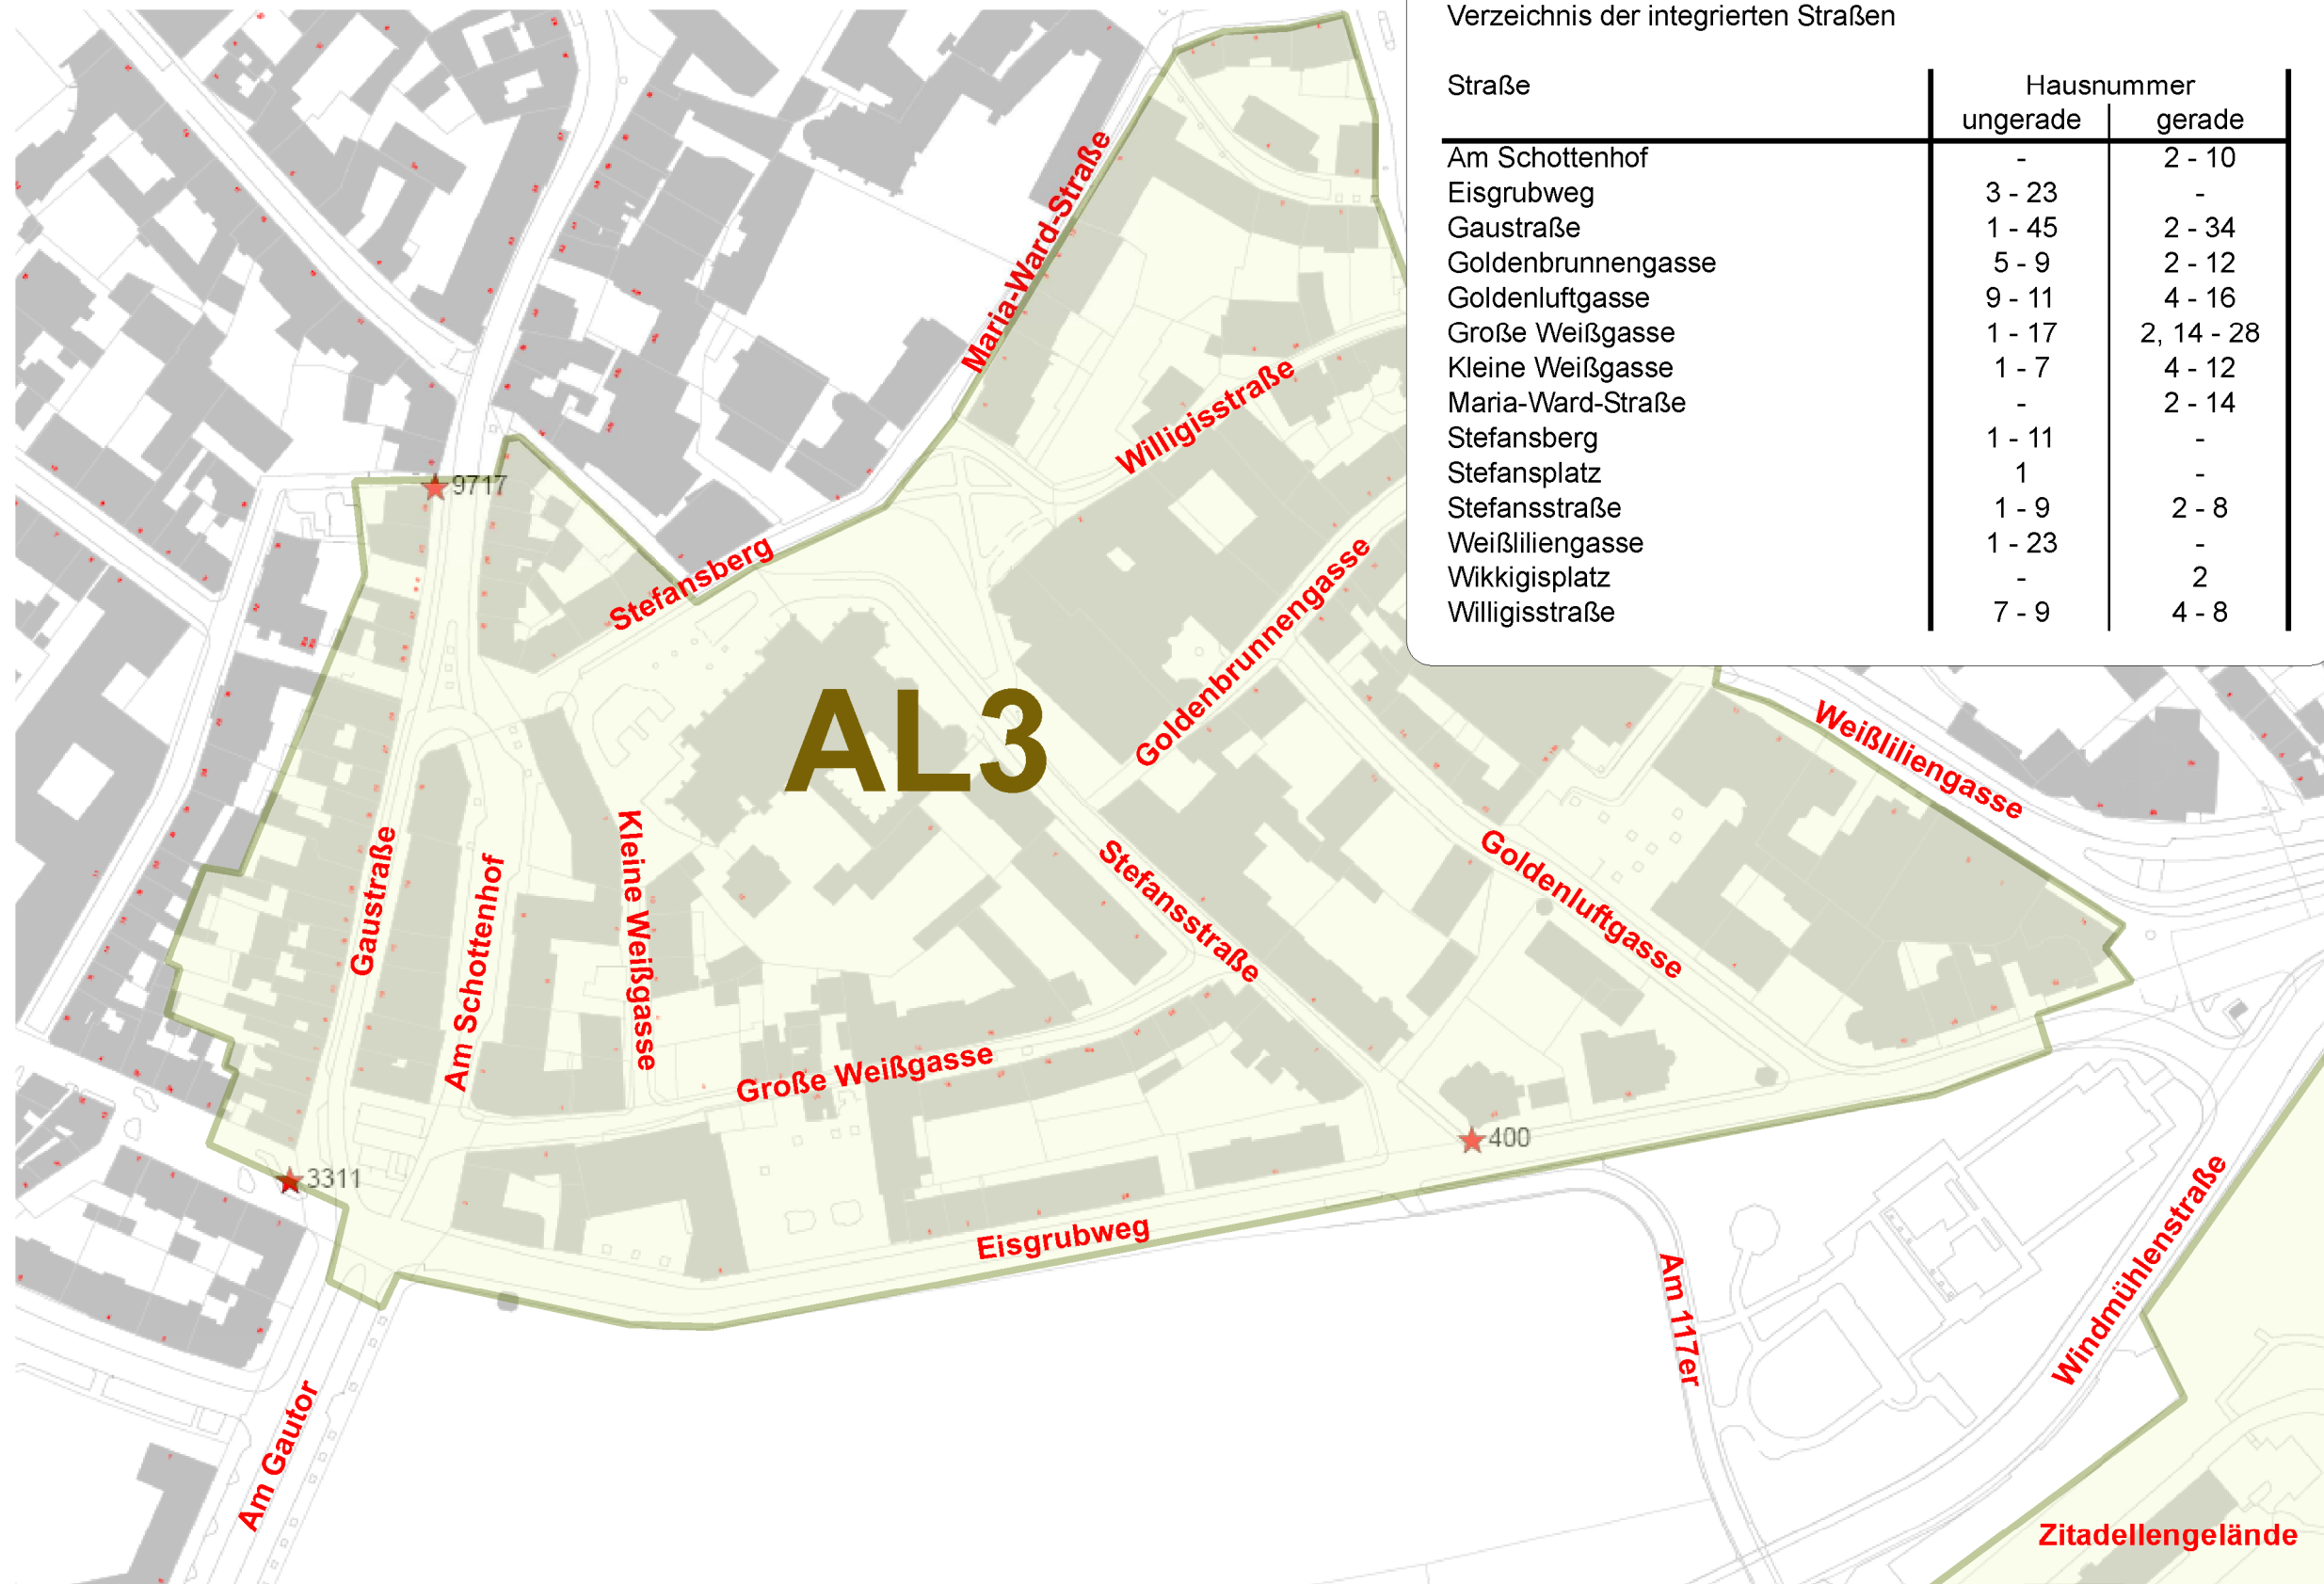 Verzeichnis der integrierten Straßen
Straße Hausnummer
ungerade gerade
Am Schottenhof - 2 - 10
Eisgrubweg 3 - 23 -
Gaustraße 1 - 45 2 - 34
Goldenbrunnengasse 5 - 9 2 - 12
Goldenluftgasse 9 - 11 4 - 16
Große Weißgasse 1 - 17 2, 14 - 28
Kleine Weißgasse 1 - 7 4 - 12
Maria-Ward-Straße - 2 - 14
Stefansberg 1 - 11 -
Stefansplatz 1 -
Stefansstraße 1 - 9 2 - 8
Weißliliengasse 1 - 23 -
Wikkigisplatz - 2
Willigisstraße 7 - 9 4 - 8
Maria-Ward-Straße
Willigisstraße
9717
Stefansberg
Goldenbrunnengasse
AL3
Weißliliengasse
Kleine Weißgasse
Gaustraße
Am Schottenhof
Stefansstraße
Goldenluftgasse
Große Weißgasse
400
3311
Eisgrubweg
Am 117er
Windmühlenstraße
Am Gautor
Zitadellengelände